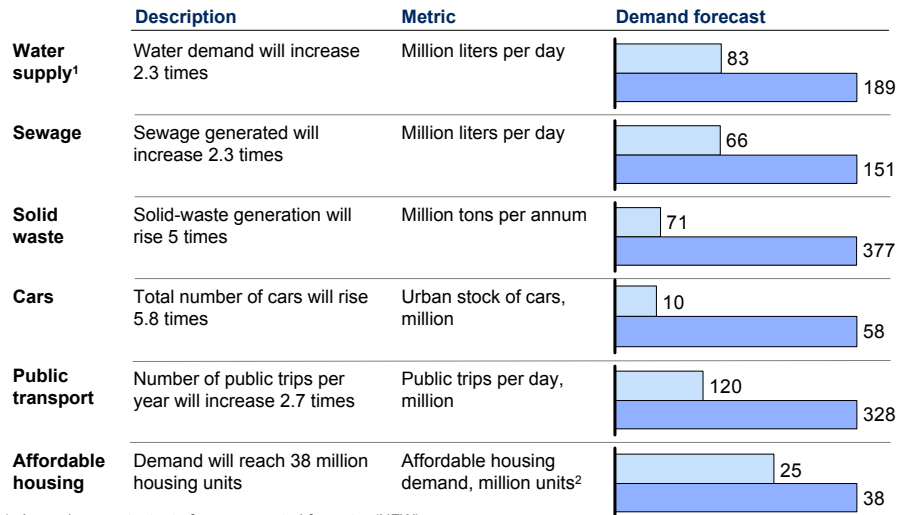 Description Metric Demand forecast
Water supply¹
Water demand will increase
2.3 times
Million liters per day
83
189
Sewage
Sewage generated will
increase 2.3 times
Million liters per day
66
151
Solid
waste
Solid-waste generation will
rise 5 times
Million tons per annum
71
377
Cars
Total number of cars will rise
5.8 times
Urban stock of cars,
million
10
58
Public
transport
Number of public trips per
year will increase 2.7 times
Public trips per day,
million
120
328
Affordable
housing
Demand will reach 38 million
housing units
Affordable housing
demand, million units²
25
38